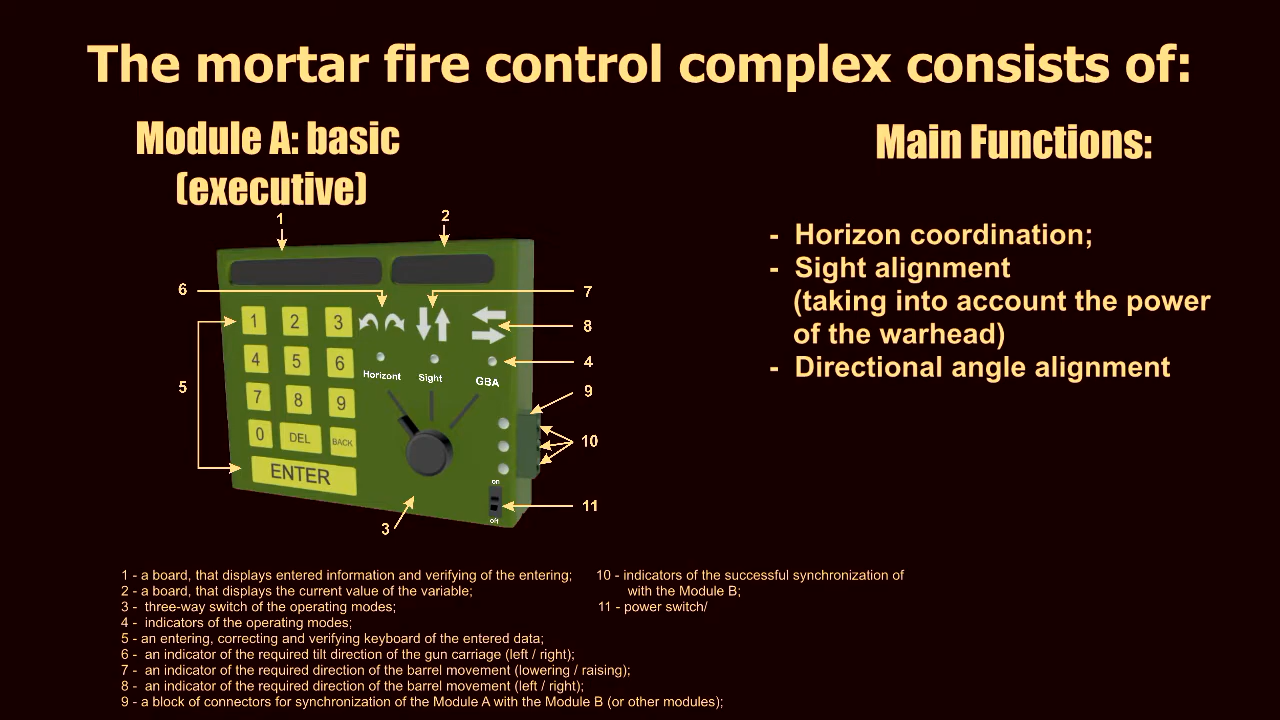 The mortar fire control complex consists of:
Module A: basic
(executive)
Main Functions:
- Horizon coordination;
- Sight alignment
(taking into account the power
of the warhead)
- Directional angle alignment
1
2
6
7
8
4
5
9
10
11
3
1 2 3
4 5 6
7 8 9
0 DEL BACK
ENTER
Horizont Sight GBA
on
off
1 - a board, that displays entered information and verifying of the entering;
2 - a board, that displays the current value of the variable;
3 - three-way switch of the operating modes;
4 - indicators of the operating modes;
5 - an entering, correcting and verifying keyboard of the entered data;
6 - an indicator of the required tilt direction of the gun carriage (left / right);
7 - an indicator of the required direction of the barrel movement (lowering / raising);
8 - an indicator of the required direction of the barrel movement (left / right);
9 - a block of connectors for synchronization of the Module A with the Module B (or other modules);
10 - indicators of the successful synchronization of
with the Module B;
11 - power switch/